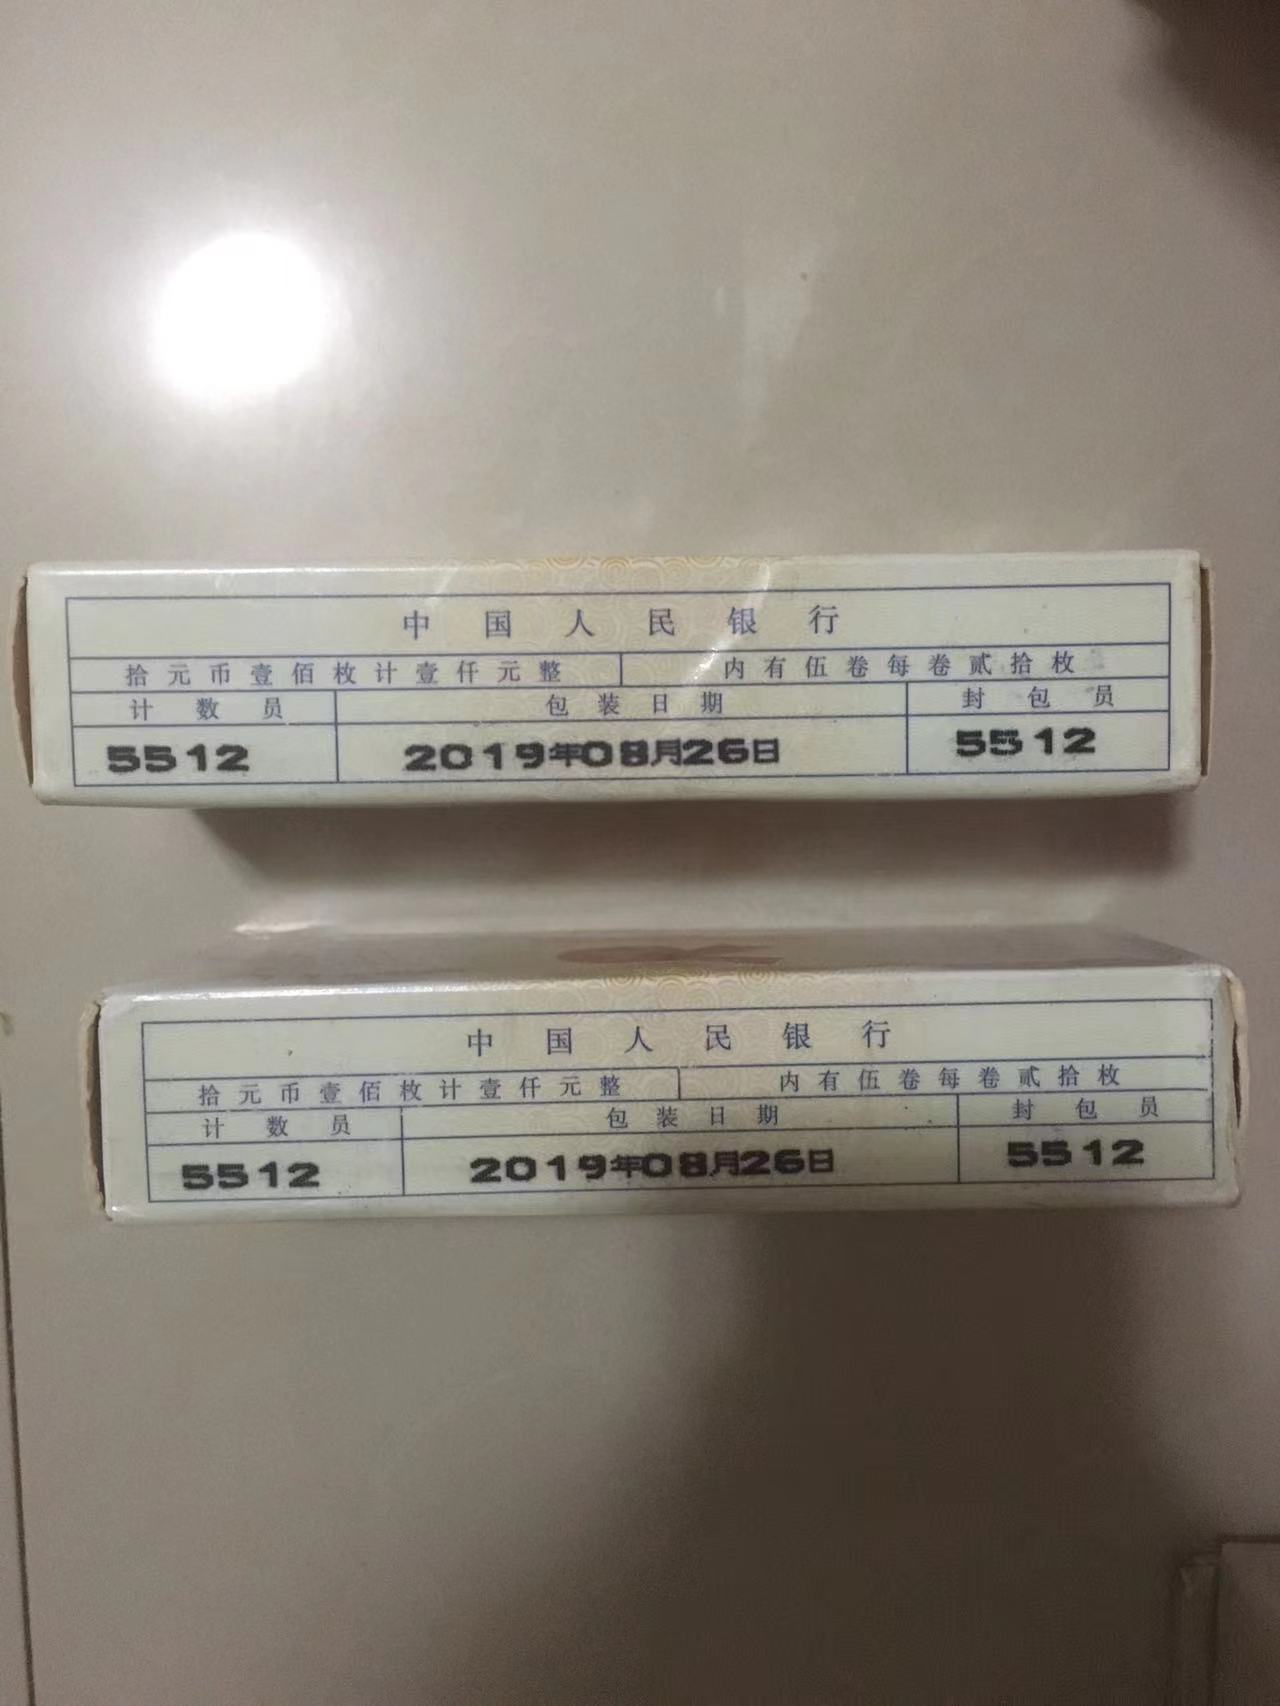 中国人民银行
拾元币壹佰枚计壹仟元整 内有伍卷每卷贰拾枚
计数员 包装日期 封包员
5512 2019年08月26日 5512
中国人民银行
拾元币壹佰枚计壹仟元整 内有伍卷每卷贰拾枚
计数员 包装日期 封包员
5512 2019年08月26日 5512